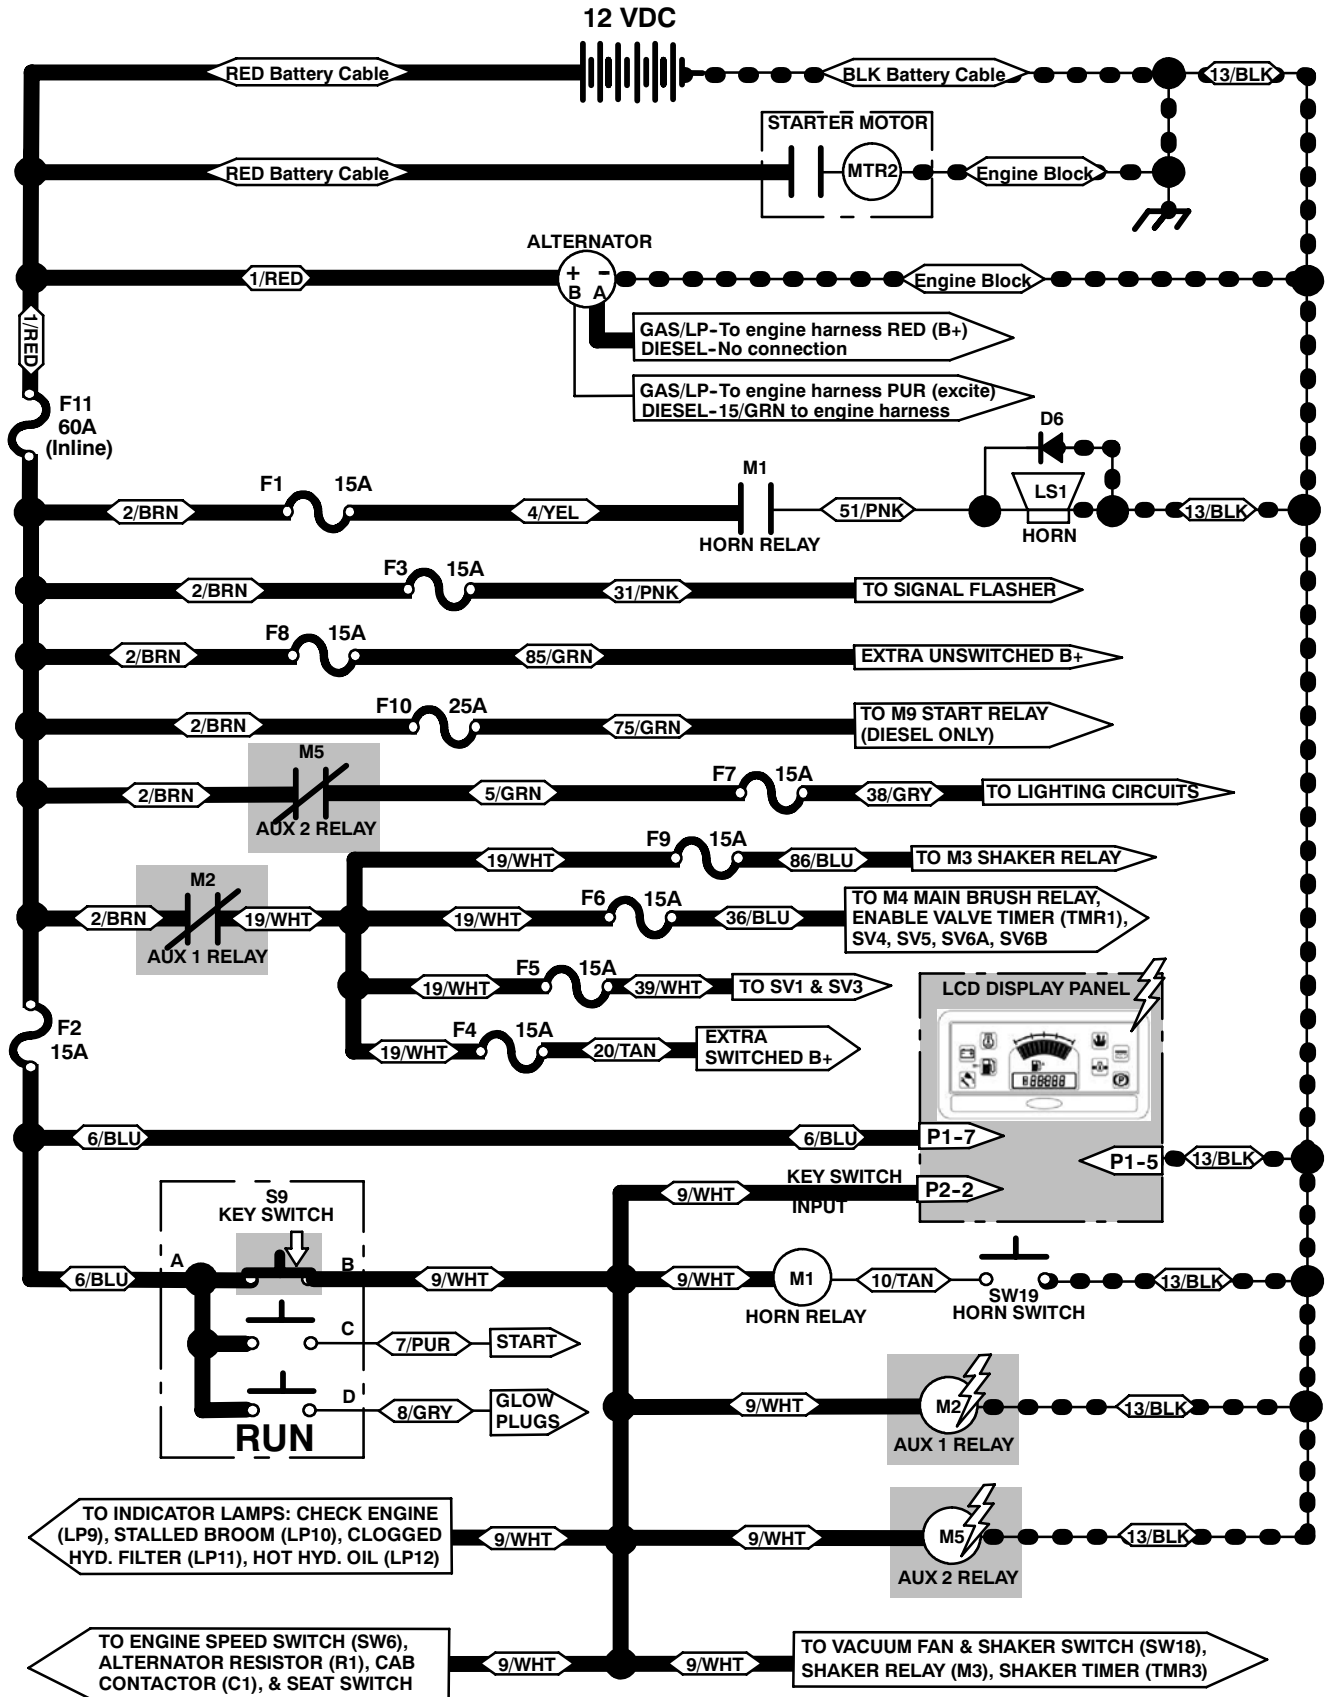 12 VDC
RED Battery Cable
BLK Battery Cable
13/BLK
STARTER MOTOR
RED Battery Cable
MTR2
Engine Block
ALTERNATOR
1/RED
+ -
B A
Engine Block
1/RED
GAS/LP-To engine harness RED (B+)
DIESEL-No connection
GAS/LP-To engine harness PUR (excite)
DIESEL-15/GRN to engine harness
F11
60A
(Inline)
D6
F1 15A
M1
LS1
2/BRN
4/YEL
51/PNK
13/BLK
HORN RELAY
HORN
F3 15A
2/BRN
31/PNK
TO SIGNAL FLASHER
F8 15A
2/BRN
85/GRN
EXTRA UNSWITCHED B+
F10 25A
2/BRN
75/GRN
TO M9 START RELAY
(DIESEL ONLY)
M5
F7 15A
2/BRN
5/GRN
38/GRY
TO LIGHTING CIRCUITS
AUX 2 RELAY
F9 15A
19/WHT
86/BLU
TO M3 SHAKER RELAY
M2
F6 15A
2/BRN
19/WHT
19/WHT
36/BLU
TO M4 MAIN BRUSH RELAY,
ENABLE VALVE TIMER (TMR1),
SV4, SV5, SV6A, SV6B
AUX 1 RELAY
F5 15A
19/WHT
39/WHT
TO SV1 & SV3
LCD DISPLAY PANEL
F2
15A
F4 15A
19/WHT
20/TAN
EXTRA
SWITCHED B+
6/BLU
6/BLU
P1-7
P1-5
13/BLK
KEY SWITCH
INPUT
9/WHT
P2-2
S9
KEY SWITCH
A
B
6/BLU
9/WHT
9/WHT
M1
10/TAN
SW19
HORN SWITCH
13/BLK
HORN RELAY
C
7/PUR
START
D
8/GRY
GLOW
PLUGS
RUN
9/WHT
M2
13/BLK
AUX 1 RELAY
TO INDICATOR LAMPS: CHECK ENGINE
(LP9), STALLED BROOM (LP10), CLOGGED
HYD. FILTER (LP11), HOT HYD. OIL (LP12)
9/WHT
9/WHT
M5
13/BLK
AUX 2 RELAY
TO ENGINE SPEED SWITCH (SW6),
ALTERNATOR RESISTOR (R1), CAB
CONTACTOR (C1), & SEAT SWITCH
9/WHT
9/WHT
TO VACUUM FAN & SHAKER SWITCH (SW18),
SHAKER RELAY (M3), SHAKER TIMER (TMR3)